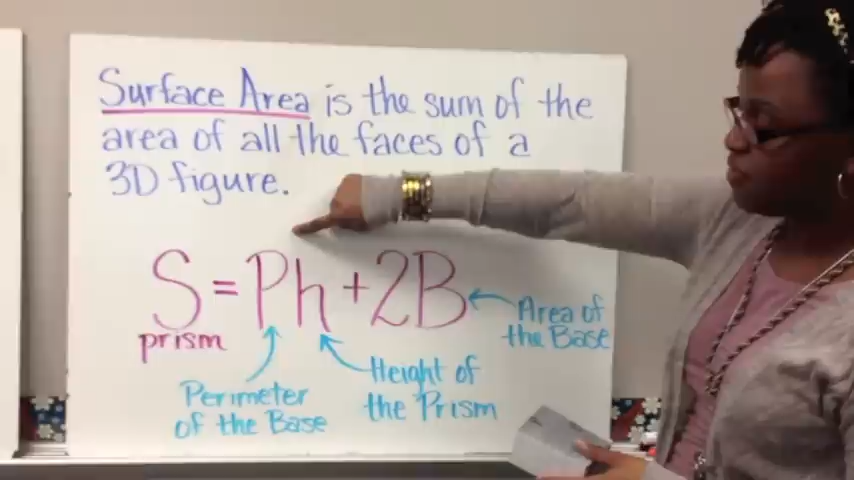 Surface Area is the sum of the
area of all the faces of a
3D figure.
S = Ph + 2B
prism
Area of
the Base
Height of
the Prism
Perimeter
of the Base